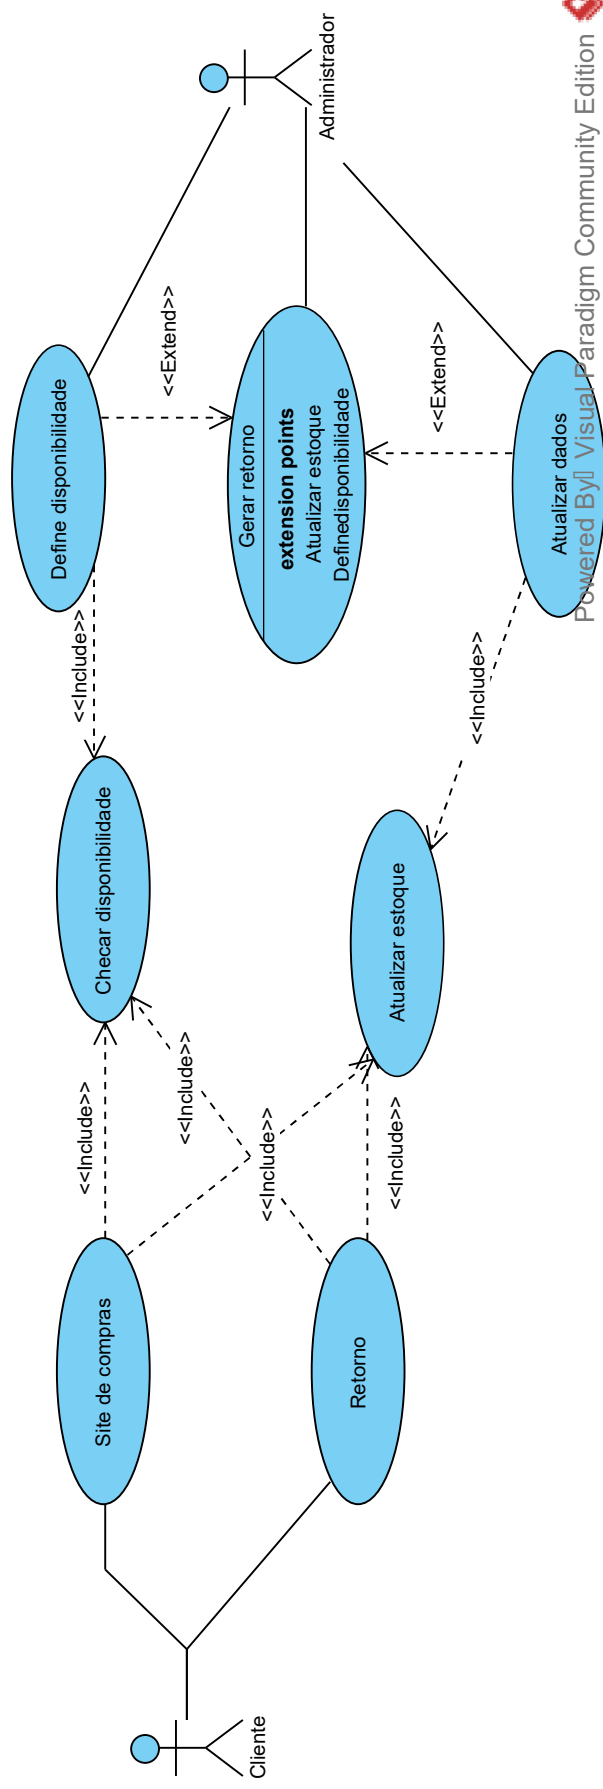 Cliente
Site de compras
Retorno
<<Include>>
<<Include>>
<<Include>>
<<Include>>
Checar disponibilidade
Atualizar estoque
<<Include>>
<<Include>>
Define disponibilidade
Gerar retorno
extension points
Atualizar estoque
Definedisponibilidade
Atualizar dados
<<Extend>>
<<Extend>>
Administrador
Powered By Visual Paradigm Community Edition